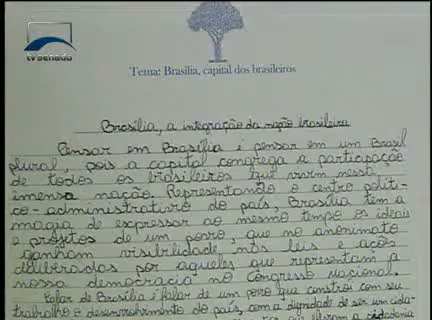 tv senado
Tema: Brasília, capital dos brasileiros
Brasília, a integração da nação brasileira
Pensar em Brasília é pensar em um Brasil
plural, pois a capital congrega a participação
de todos os brasileiros que vivem nessa
imensa nação. Representando o centro políti-
co-administrativo do país, Brasília tem a
magia de expressar ao mesmo tempo os ideais
e projetos de um povo, que no anonimato
ganham visibilidade nas leis e ações
deliberadas por aqueles que representam a
nossa democracia no Congresso Nacional.
Falar de Brasília é falar de um povo que constrói com seu
trabalho o desenvolvimento do país, com a dignidade de ser um cida-
a cidadania